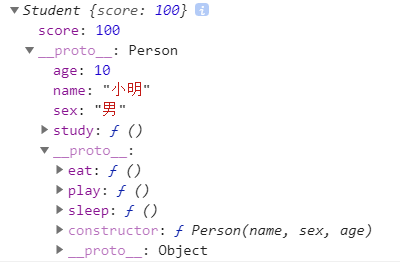 Student {score: 100} i
score: 100
__proto__: Person
age: 10
name: "小明"
sex: "男"
study: ƒ ()
__proto__:
eat: ƒ ()
play: ƒ ()
sleep: ƒ ()
constructor: ƒ Person(name, sex, age)
__proto__: Object